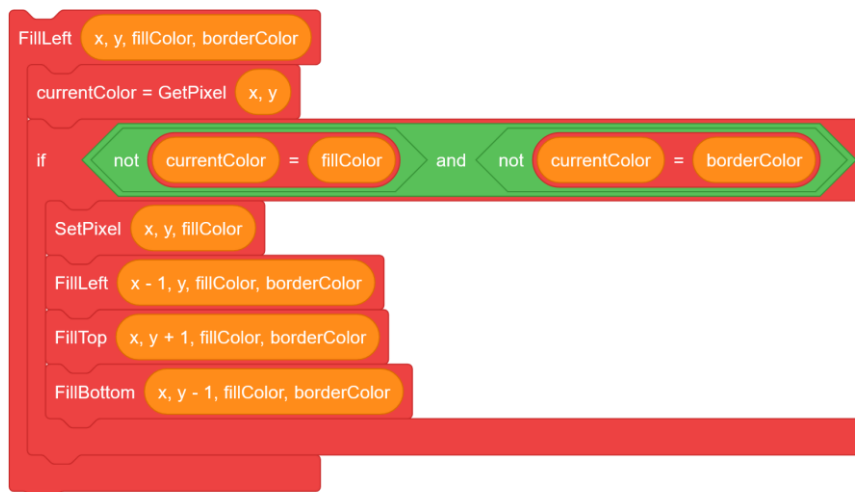 FillLeft x, y, fillColor, borderColor
currentColor = GetPixel x, y
if not currentColor = fillColor and not currentColor = borderColor
SetPixel x, y, fillColor
FillLeft x - 1, y, fillColor, borderColor
FillTop x, y + 1, fillColor, borderColor
FillBottom x, y - 1, fillColor, borderColor